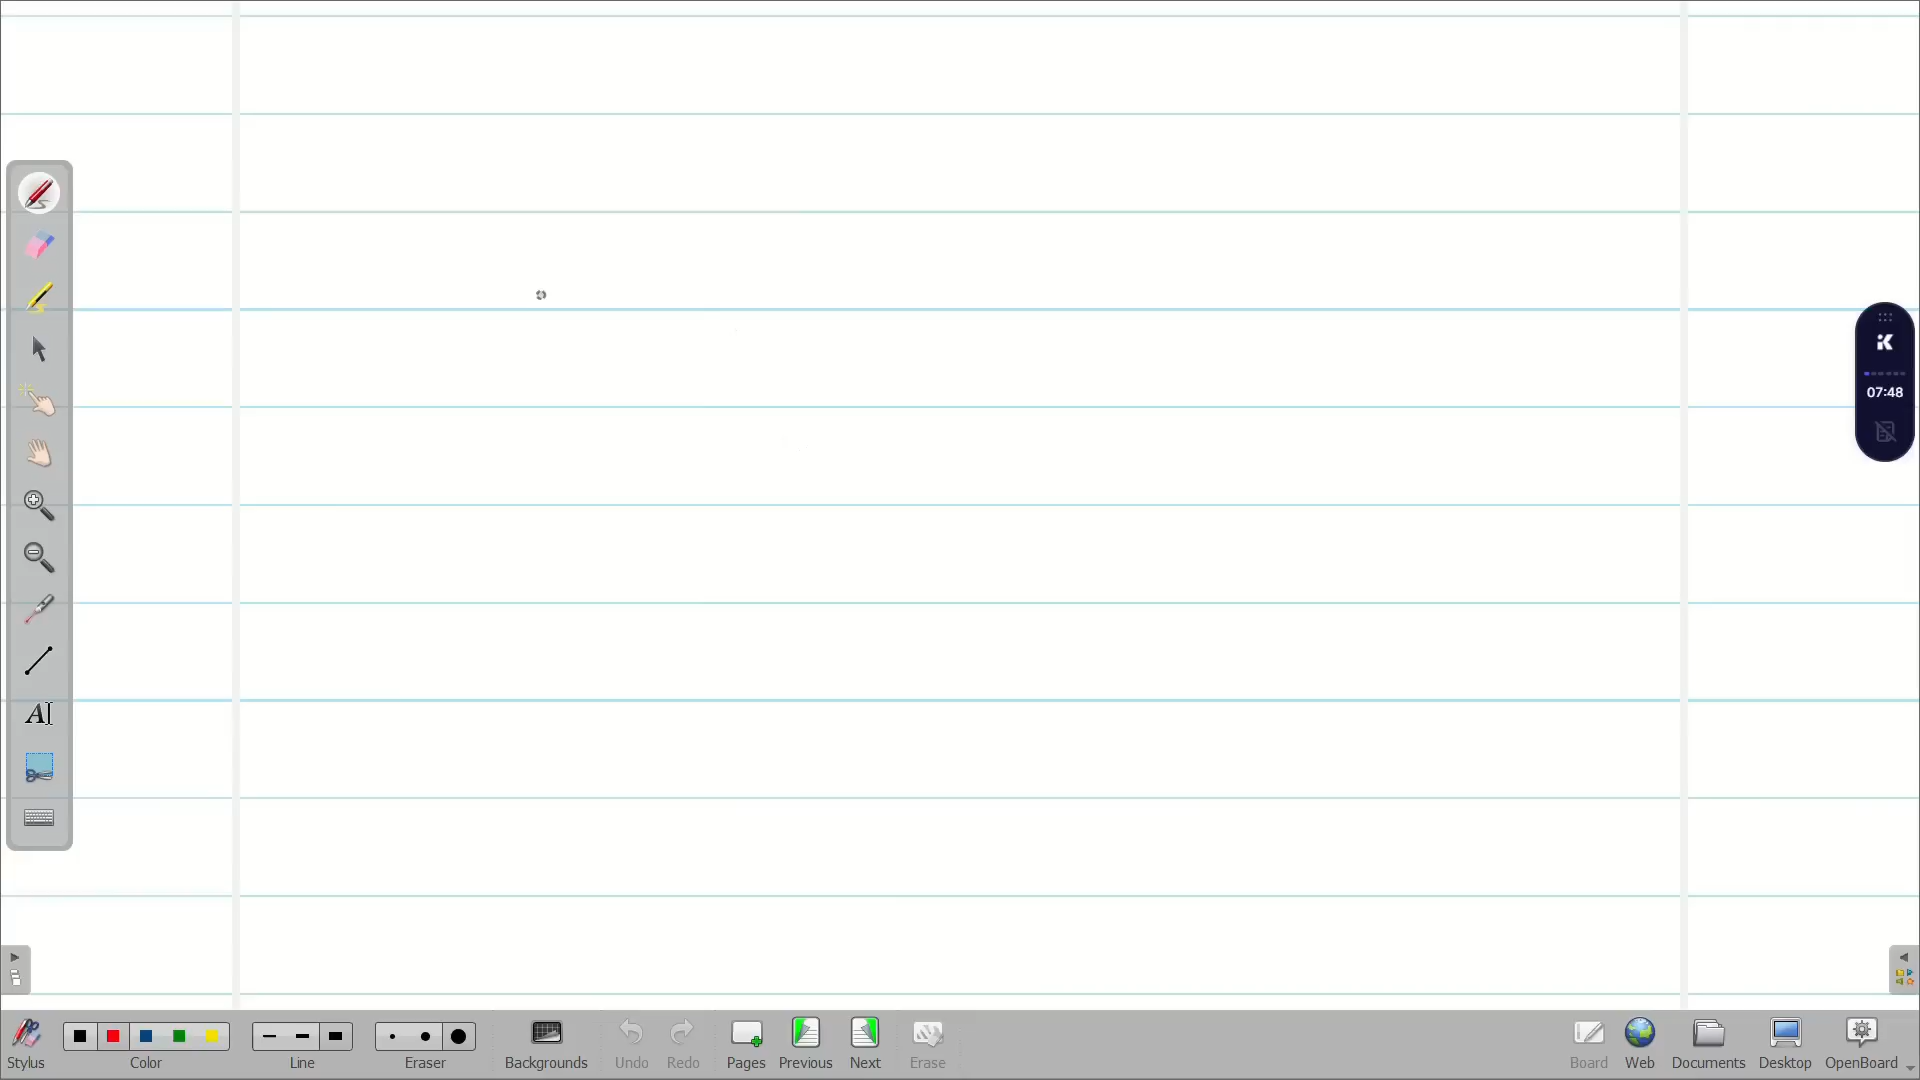 07:48
Stylus
Color
Line
Eraser
Backgrounds
Undo
Redo
Pages
Previous
Next
Erase
Board
Web
Documents
Desktop
OpenBoard